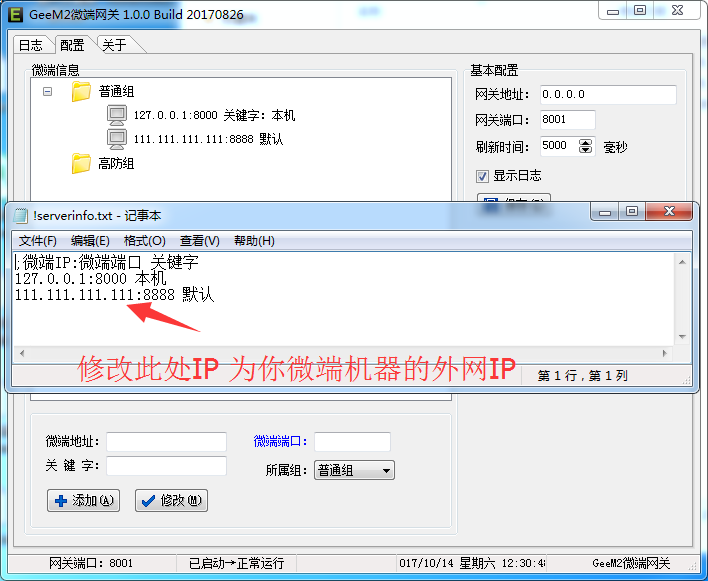 GeeM2微端网关 1.0.0 Build 20170826
日志 配置 关于
微端信息
普通组
127.0.0.1:8000 关键字：本机
111.111.111.111:8888 默认
高防组
基本配置
网关地址： 0.0.0.0
网关端口： 8001
刷新时间： 5000 毫秒
显示日志
!serverinfo.txt - 记事本
文件(F) 编辑(E) 格式(O) 查看(V) 帮助(H)
;微端IP:微端端口 关键字
127.0.0.1:8000 本机
111.111.111.111:8888 默认
修改此处IP 为你微端机器的外网IP
第 1 行，第 1 列
微端地址： 微端端口：
关 键 字： 所属组： 普通组
添加(A) 修改(M)
网关端口：8001 已启动→正常运行 017/10/14 星期六 12:30:4 GeeM2微端网关